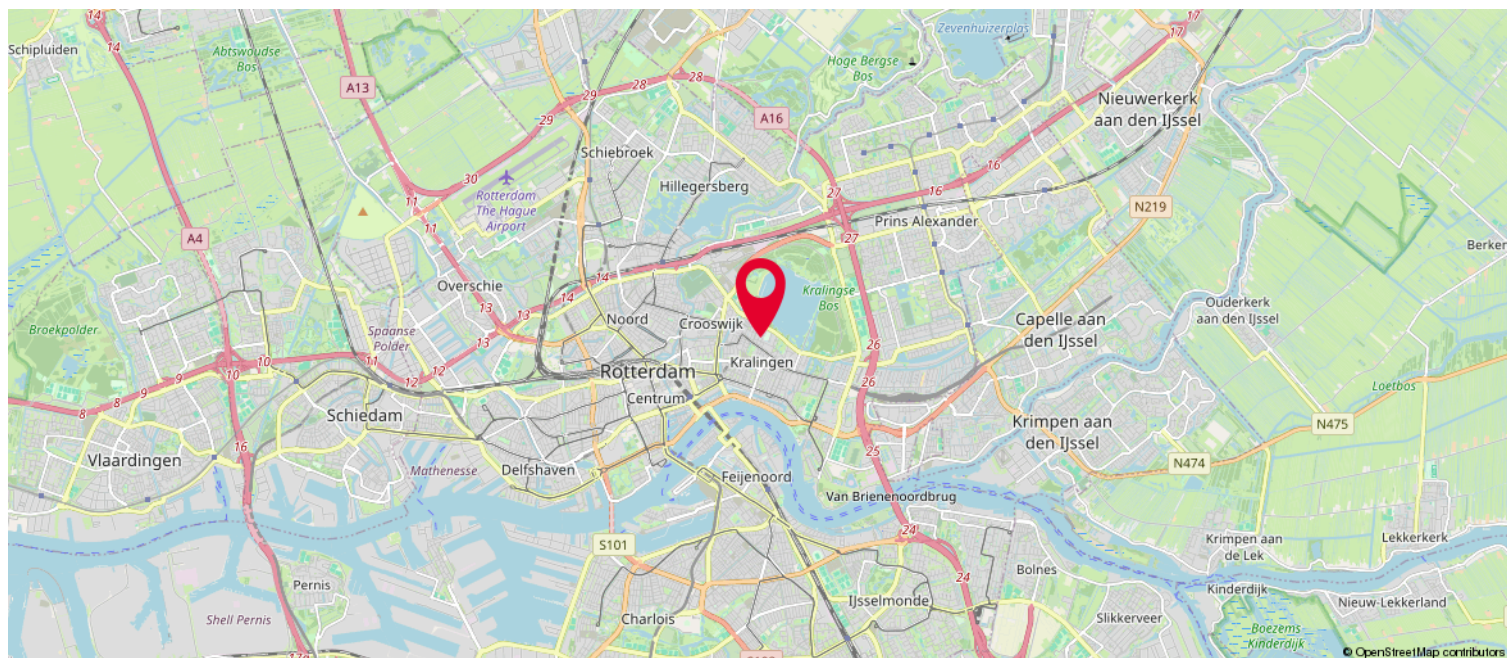 14
14
Schipluiden
Abtswoudse
Bos
A13
29
28
28
29
Hoge Bergse
Bos
Zevenhuizerplas
17
17
Nieuwerkerk
aan den IJssel
A16
Schiebroek
30
Rotterdam
The Hague
Airport
Hillegersberg
16
16
27
N219
11
11
A4
Prins Alexander
27
Berken
14
14
Overschie
Kralingse
Bos
Ouderkerk
aan den IJssel
13
13
Noord
Crooswijk
Capelle aan
den IJssel
Broekpolder
Spaanse
Polder
13
26
10
10
11
12
12
Rotterdam
Kralingen
26
Loetbos
9
9
8
8
Centrum
Schiedam
Krimpen aan
den IJssel
N475
16
Vlaardingen
Mathenesse
Delfshaven
Feijenoord
25
N474
Van Brienenoordbrug
S101
24
Krimpen aan
de Lek
Lekkerkerk
Pernis
24
Bolnes
Kinderdijk
Nieuw-Lekkerland
IJsselmonde
Shell Pernis
Charlois
Slikkerveer
Boezems
Kinderdijk
© OpenStreetMap contributors